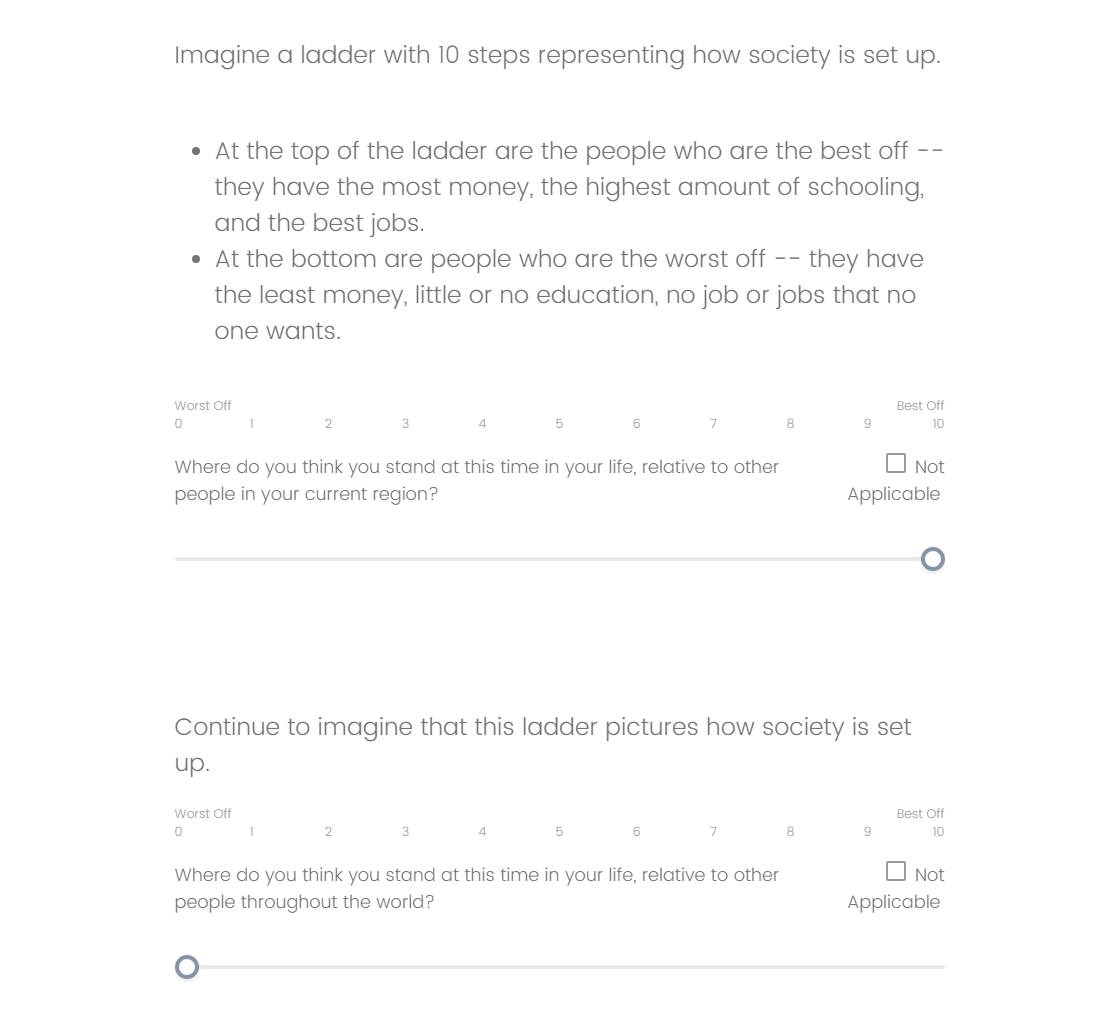 Imagine a ladder with 10 steps representing how society is set up.
At the top of the ladder are the people who are the best off --
they have the most money, the highest amount of schooling,
and the best jobs.
At the bottom are people who are the worst off -- they have
the least money, little or no education, no job or jobs that no
one wants.
Worst Off Best Off
0 1 2 3 4 5 6 7 8 9 10
Where do you think you stand at this time in your life, relative to other
people in your current region?
Not
Applicable
Continue to imagine that this ladder pictures how society is set
up.
Worst Off Best Off
0 1 2 3 4 5 6 7 8 9 10
Where do you think you stand at this time in your life, relative to other
people throughout the world?
Not
Applicable